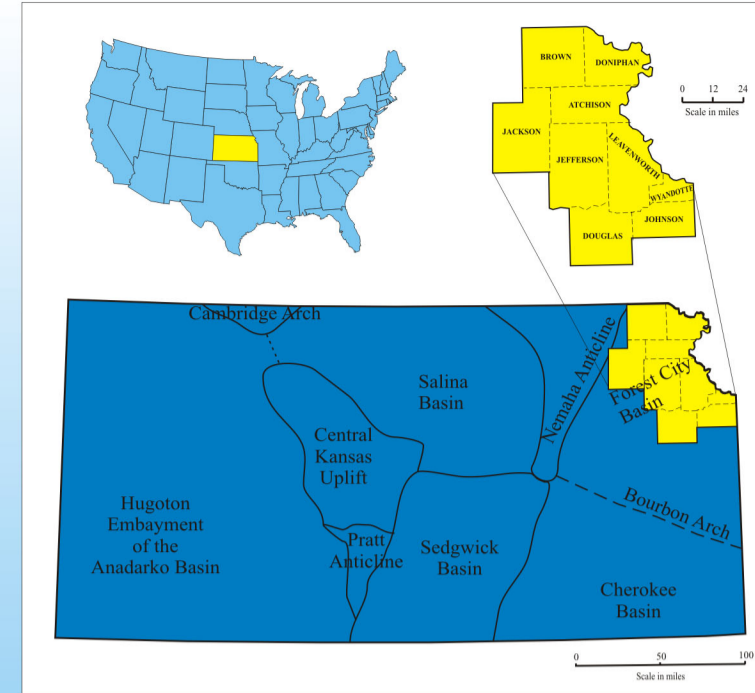 BROWN
DONIPHAN
0 12 24
Scale in miles
ATCHISON
JACKSON
JEFFERSON
LEAVENWORTH
WYANDOTTE
JOHNSON
DOUGLAS
Cambridge Arch
Nemaha Anticline
Forest City
Basin
Salina
Basin
Central
Kansas
Uplift
Hugoton
Embayment
of the
Anadarko Basin
Pratt
Anticline
Sedgwick
Basin
Bourbon Arch
Cherokee
Basin
0 50 100
Scale in miles